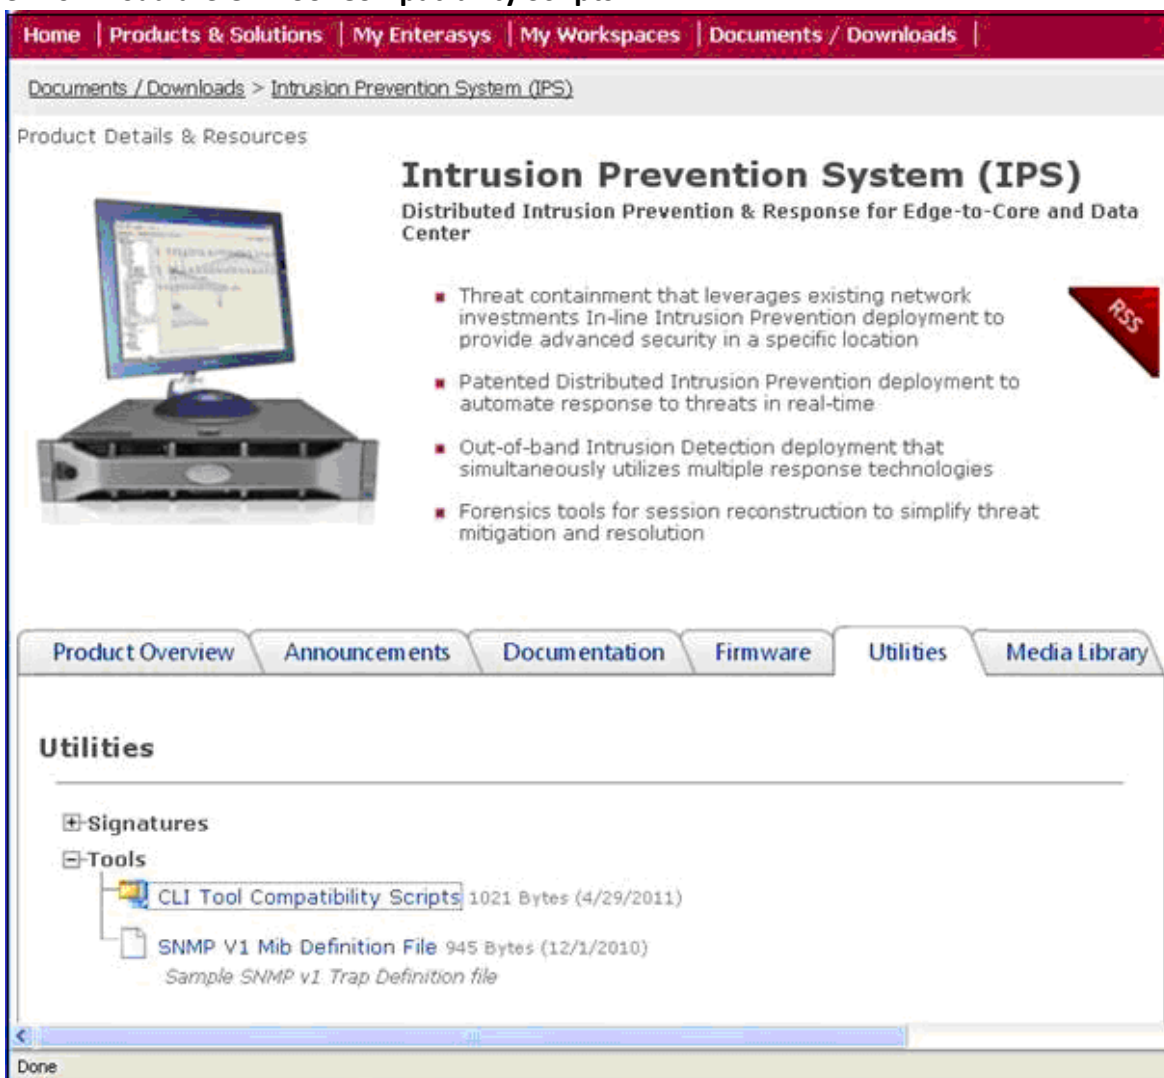 Home | Products & Solutions | My Enterasys | My Workspaces | Documents / Downloads |
Documents / Downloads > Intrusion Prevention System (IPS)
Product Details & Resources
Intrusion Prevention System (IPS)
Distributed Intrusion Prevention & Response for Edge-to-Core and Data
Center
Threat containment that leverages existing network
investments In-line Intrusion Prevention deployment to
provide advanced security in a specific location
RSS
Patented Distributed Intrusion Prevention deployment to
automate response to threats in real-time
Out-of-band Intrusion Detection deployment that
simultaneously utilizes multiple response technologies
Forensics tools for session reconstruction to simplify threat
mitigation and resolution
Product Overview Announcements Documentation Firmware Utilities Media Library
Utilities
Signatures
Tools
CLI Tool Compatibility Scripts 1021 Bytes (4/29/2011)
SNMP V1 Mib Definition File 945 Bytes (12/1/2010)
Sample SNMP v1 Trap Definition file
Done